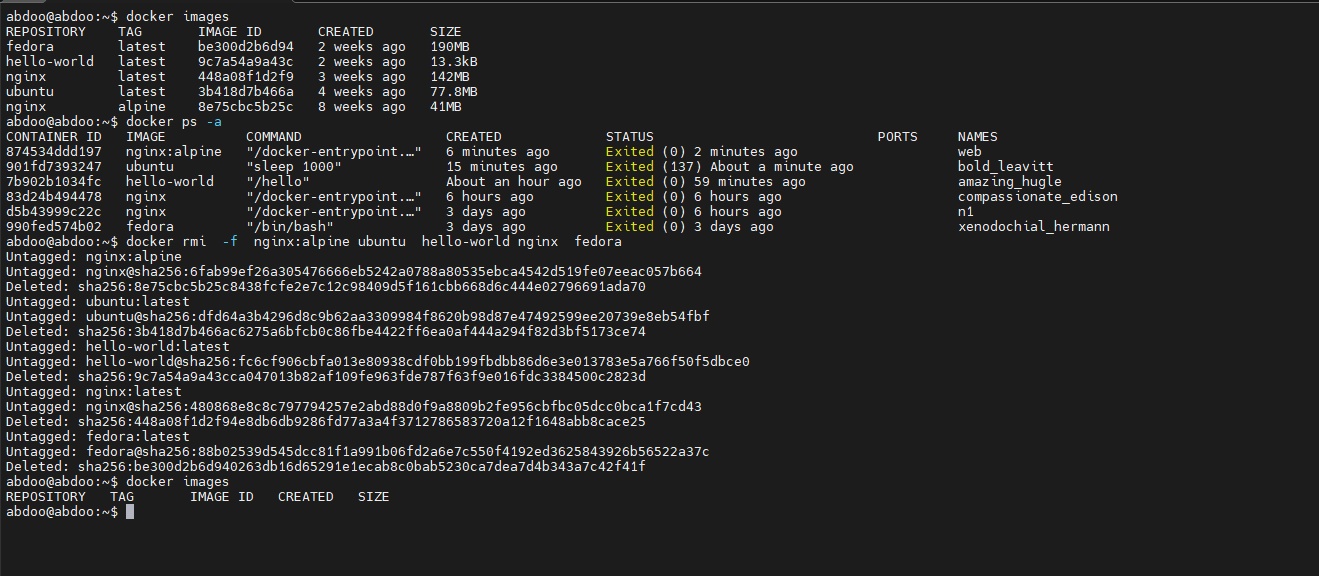 abdoo@abdoo:~$ docker images
REPOSITORY    TAG       IMAGE ID       CREATED       SIZE
fedora        latest    be300d2b6d94   2 weeks ago   190MB
hello-world   latest    9c7a54a9a43c   2 weeks ago   13.3kB
nginx         latest    448a08f1d2f9   3 weeks ago   142MB
ubuntu        latest    3b418d7b466a   4 weeks ago   77.8MB
nginx         alpine    8e75cbc5b25c   8 weeks ago   41MB
abdoo@abdoo:~$ docker ps -a
CONTAINER ID   IMAGE          COMMAND                  CREATED             STATUS                            PORTS     NAMES
874534ddd197   nginx:alpine   "/docker-entrypoint.…"   6 minutes ago       Exited (0) 2 minutes ago                    web
901fd7393247   ubuntu         "sleep 1000"             15 minutes ago      Exited (137) About a minute ago             bold_leavitt
7b902b1034fc   hello-world    "/hello"                 About an hour ago   Exited (0) 59 minutes ago                   amazing_hugle
83d24b494478   nginx          "/docker-entrypoint.…"   6 hours ago         Exited (0) 6 hours ago                      compassionate_edison
d5b43999c22c   nginx          "/docker-entrypoint.…"   3 days ago          Exited (0) 6 hours ago                      n1
990fed574b02   fedora         "/bin/bash"              3 days ago          Exited (0) 3 days ago                       xenodochial_hermann
abdoo@abdoo:~$ docker rmi  -f  nginx:alpine ubuntu  hello-world nginx  fedora
Untagged: nginx:alpine
Untagged: nginx@sha256:6fab99ef26a305476666eb5242a0788a80535ebca4542d519fe07eeac057b664
Deleted: sha256:8e75cbc5b25c8438fcfe2e7c12c98409d5f161cbb668d6c444e02796691ada70
Untagged: ubuntu:latest
Untagged: ubuntu@sha256:dfd64a3b4296d8c9b62aa3309984f8620b98d87e47492599ee20739e8eb54fbf
Deleted: sha256:3b418d7b466ac6275a6bfcb0c86fbe4422ff6ea0af444a294f82d3bf5173ce74
Untagged: hello-world:latest
Untagged: hello-world@sha256:fc6cf906cbfa013e80938cdf0bb199fbdbb86d6e3e013783e5a766f50f5dbce0
Deleted: sha256:9c7a54a9a43cca047013b82af109fe963fde787f63f9e016fdc3384500c2823d
Untagged: nginx:latest
Untagged: nginx@sha256:480868e8c8c797794257e2abd88d0f9a8809b2fe956cbfbc05dcc0bca1f7cd43
Deleted: sha256:448a08f1d2f94e8db6db9286fd77a3a4f3712786583720a12f1648abb8cace25
Untagged: fedora:latest
Untagged: fedora@sha256:88b02539d545dcc81f1a991b06fd2a6e7c550f4192ed3625843926b56522a37c
Deleted: sha256:be300d2b6d940263db16d65291e1ecab8c0bab5230ca7dea7d4b343a7c42f41f
abdoo@abdoo:~$ docker images
REPOSITORY   TAG       IMAGE ID   CREATED   SIZE
abdoo@abdoo:~$